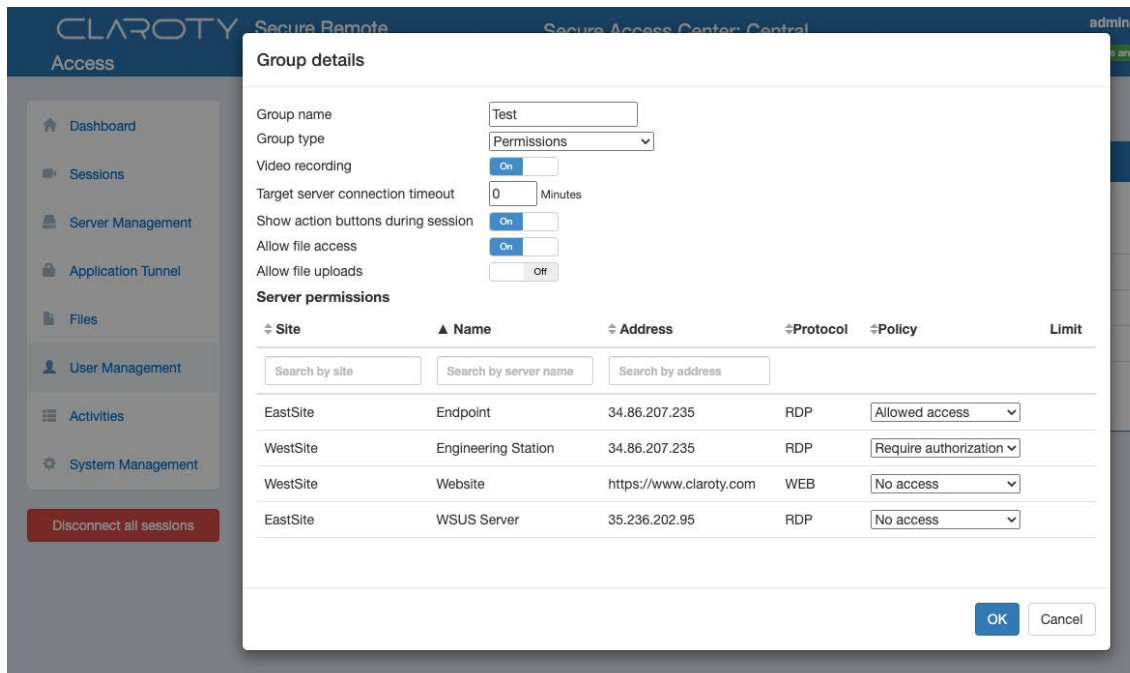 CLAROTY Secure Remote
Access
Secure Access Center: Central
admin
Dashboard
Sessions
Server Management
Application Tunnel
Files
User Management
Activities
System Management
Disconnect all sessions
Group details
Group name Test
Group type Permissions
Video recording On
Target server connection timeout 0 Minutes
Show action buttons during session On
Allow file access On
Allow file uploads Off
Server permissions
Site Name Address Protocol Policy Limit
Search by site Search by server name Search by address
EastSite Endpoint 34.86.207.235 RDP Allowed access
WestSite Engineering Station 34.86.207.235 RDP Require authorization
WestSite Website https://www.claroty.com WEB No access
EastSite WSUS Server 35.236.202.95 RDP No access
OK Cancel